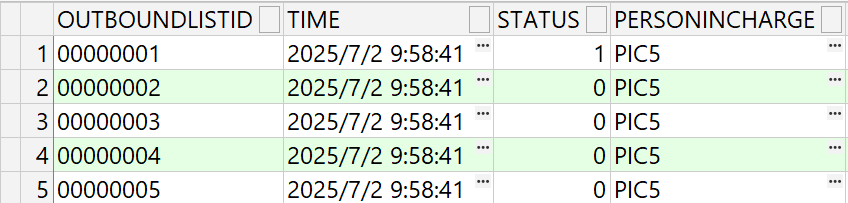 OUTBOUNDLISTID TIME STATUS PERSONINCHARGE
1 00000001 2025/7/2 9:58:41 ... 1 PIC5 ...
2 00000002 2025/7/2 9:58:41 ... 0 PIC5 ...
3 00000003 2025/7/2 9:58:41 ... 0 PIC5 ...
4 00000004 2025/7/2 9:58:41 ... 0 PIC5 ...
5 00000005 2025/7/2 9:58:41 ... 0 PIC5 ...